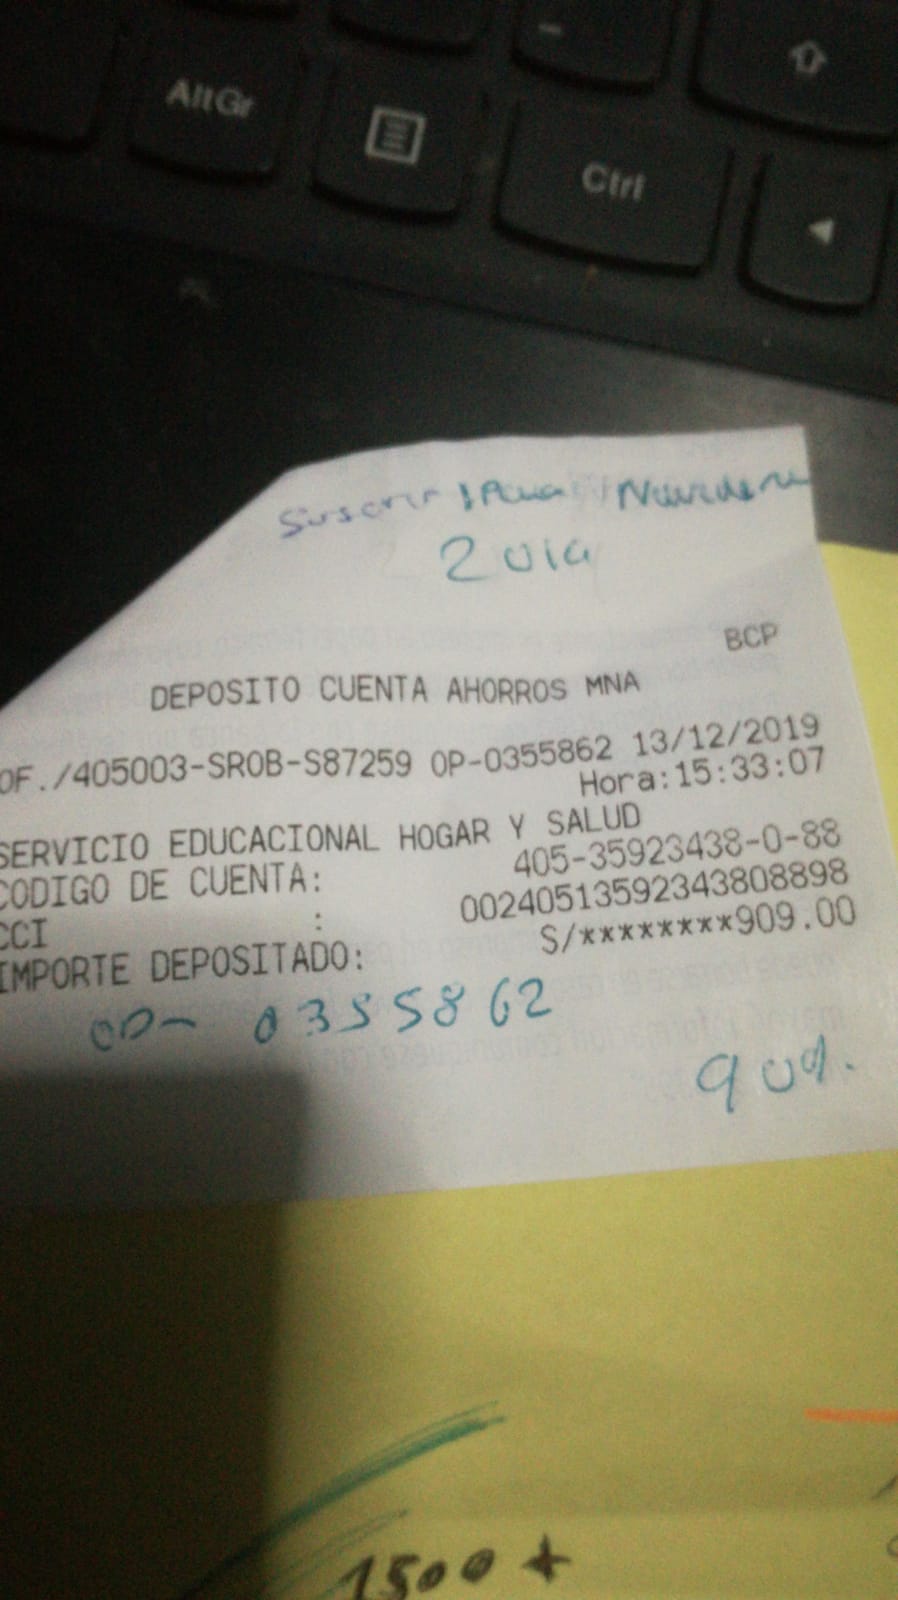 AltGr
Ctrl
2019
BCP
DEPOSITO CUENTA AHORROS MNA
OF./405003-SROB-S87259 OP-0355862 13/12/2019
Hora:15:33:07
SERVICIO EDUCACIONAL HOGAR Y SALUD
CODIGO DE CUENTA: 405-35923438-0-88
CCI : 00240513592343808898
IMPORTE DEPOSITADO: S/********909.00
OP- 0355862
909.
1500 +